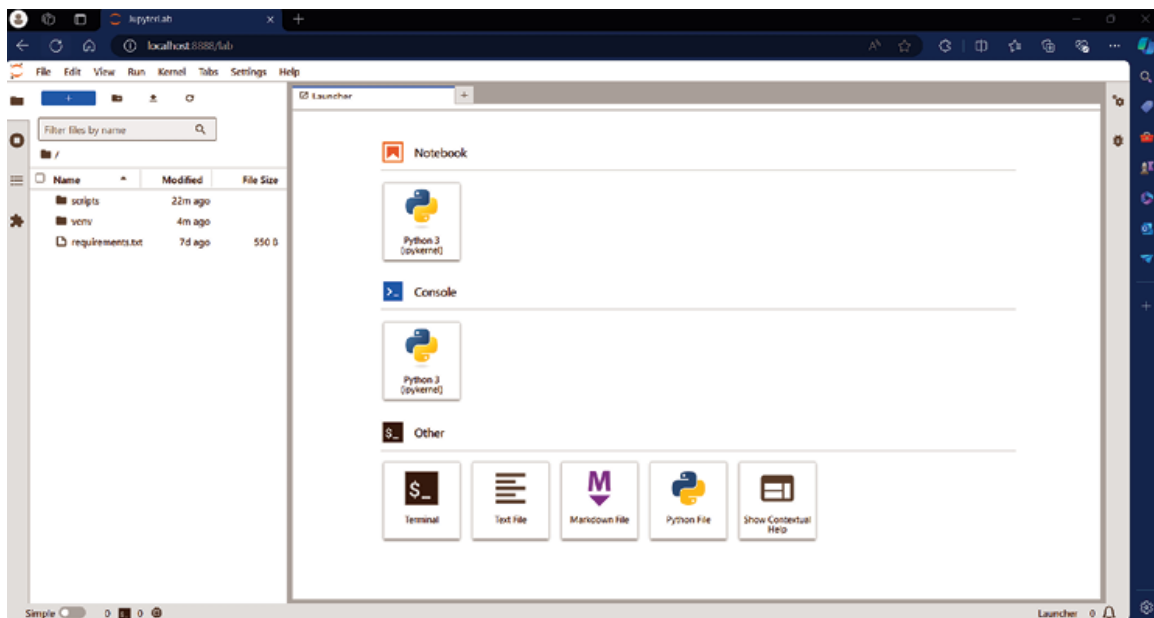 JupyterLab
localhost:8888/lab
File Edit View Run Kernel Tabs Settings Help
Launcher
Filter files by name
/
Name Modified File Size
scripts 22m ago
venv 4m ago
requirements.txt 7d ago 550 B
Notebook
Python 3
(ipykernel)
Console
>_
Python 3
(ipykernel)
$_ Other
$_
Terminal
Text File
M
Markdown File
Python File
Show Contextual
Help
Simple 0 0
Launcher 0